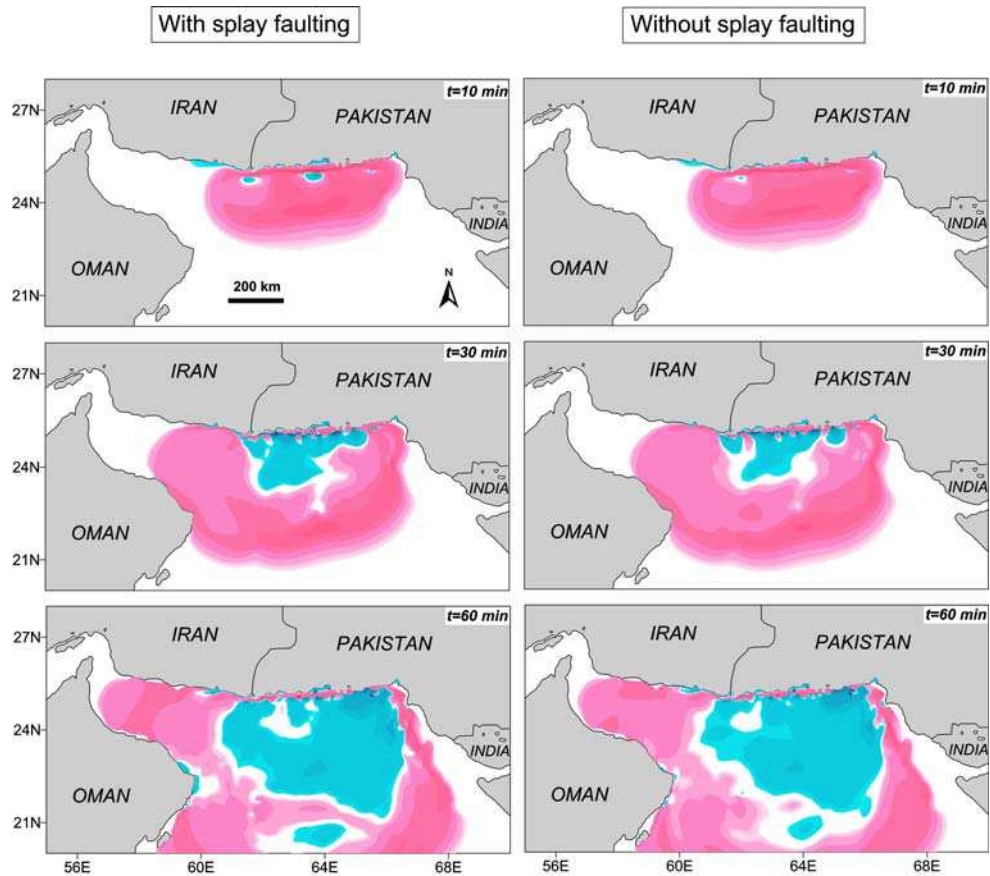 With splay faulting
Without splay faulting
t=10 min
27N
IRAN
PAKISTAN
24N
INDIA
OMAN
200 km
N
21N
t=10 min
IRAN
PAKISTAN
INDIA
OMAN
t=30 min
27N
IRAN
PAKISTAN
24N
INDIA
OMAN
21N
t=30 min
IRAN
PAKISTAN
INDIA
OMAN
t=60 min
27N
IRAN
PAKISTAN
24N
INDIA
OMAN
21N
56E 60E 64E 68E
t=60 min
IRAN
PAKISTAN
INDIA
OMAN
56E 60E 64E 68E